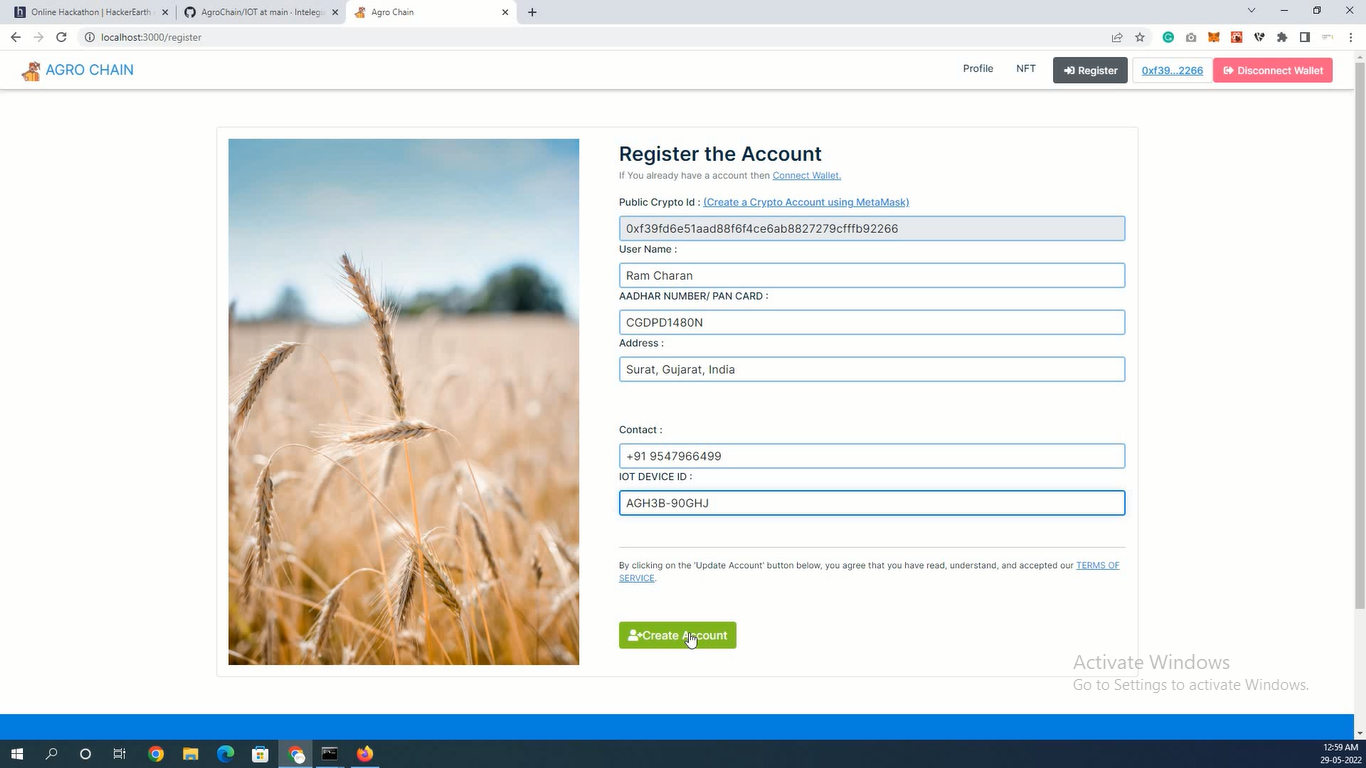 Online Hackathon | HackerEarth
AgroChain/IOT at main · Intelegi
Agro Chain
localhost:3000/register
AGRO CHAIN
Profile
NFT
Register
0xf39...2266
Disconnect Wallet
Register the Account
If You already have a account then Connect Wallet.
Public Crypto Id : (Create a Crypto Account using MetaMask)
0xf39fd6e51aad88f6f4ce6ab8827279cfffb92266
User Name :
Ram Charan
AADHAR NUMBER/ PAN CARD :
CGDPD1480N
Address :
Surat, Gujarat, India
Contact :
+91 9547966499
IOT DEVICE ID :
AGH3B-90GHJ
By clicking on the 'Update Account' button below, you agree that you have read, understand, and accepted our TERMS OF
SERVICE.
Create Account
Activate Windows
Go to Settings to activate Windows.
12:59 AM
29-05-2022